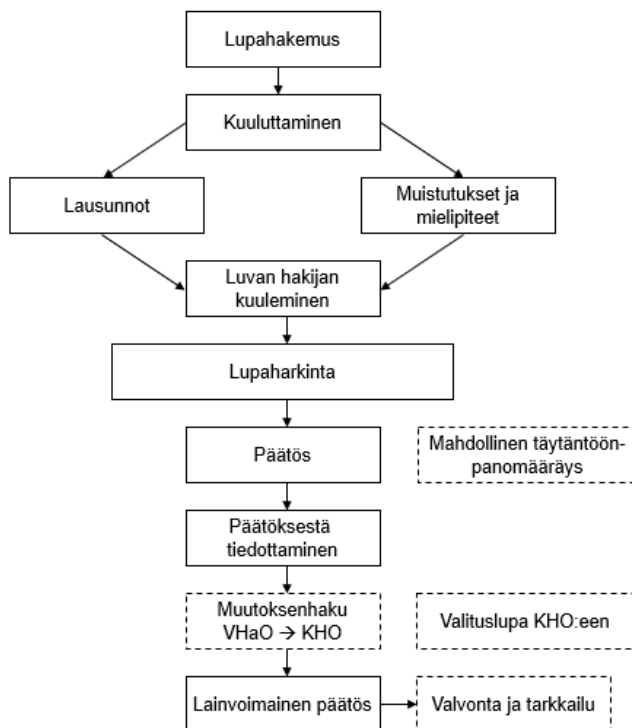 Lupahakemus
Kuuluttaminen
Lausunnot
Muistutukset ja
mielipiteet
Luvan hakijan
kuuleminen
Lupaharkinta
Päätös
Mahdollinen täytäntöön-
panomääräys
Päätöksestä
tiedottaminen
Muutoksenhaku
VHaO → KHO
Valituslupa KHO:een
Lainvoimainen päätös
Valvonta ja tarkkailu